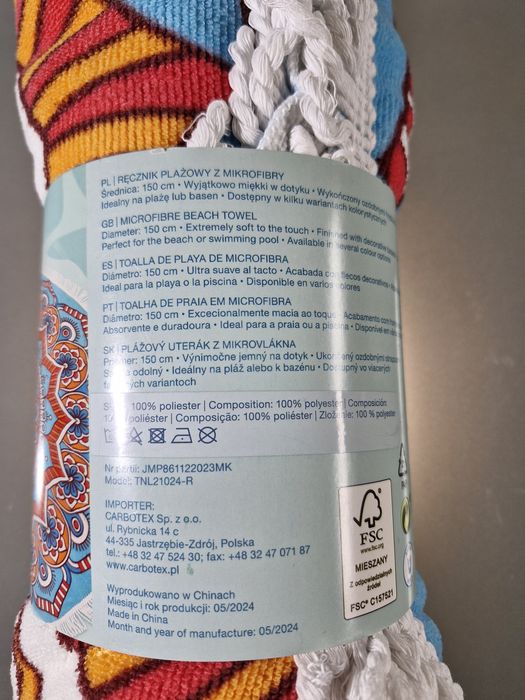 PL | RĘCZNIK PLAŻOWY Z MIKROFIBRY
Średnica: 150 cm • Wyjątkowo miękki w dotyku • Wykończony ozdobnymi
Idealny na plażę lub basen • Dostępny w kilku wariantach kolorystycznych
GB | MICROFIBRE BEACH TOWEL
Diameter: 150 cm • Extremely soft to the touch • Finished with decorative
Perfect for the beach or swimming pool • Available in several colour options
ES | TOALLA DE PLAYA DE MICROFIBRA
Diámetro: 150 cm • Ultra suave al tacto • Acabada con flecos decorativos •
Ideal para la playa o la piscina • Disponible en varios colores
PT | TOALHA DE PRAIA EM MICROFIBRA
Diâmetro: 150 cm • Excecionalmente macia ao toque • Acabamento com
Absorvente e duradoura • Ideal para a praia ou a piscina • Disponível em
SK | PLÁŽOVÝ UTERÁK Z MIKROVLÁKNA
Priemer: 150 cm • Výnimočne jemný na dotyk • Ukončený ozdobnými
odolný • Ideálny na pláž alebo k bazénu • Dostupný vo viacerých
farebných variantoch
100% poliester | Composition: 100% polyester | Composición:
100% poliéster | Composição: 100% poliéster | Zloženie: 100 % polyester
Nr partii: JMP861122023MK
Model: TNL21024-R
IMPORTER:
CARBOTEX Sp. z o.o.
ul. Rybnicka 14 c
44-335 Jastrzębie-Zdrój, Polska
tel.: +48 32 47 524 30; fax: +48 32 47 071 87
www.carbotex.pl
Wyprodukowano w Chinach
Miesiąc i rok produkcji: 05/2024
Made in China
Month and year of manufacture: 05/2024
FSC
www.fsc.org
MIESZANY
Z odpowiedzialnych
źródeł
FSC® C157521